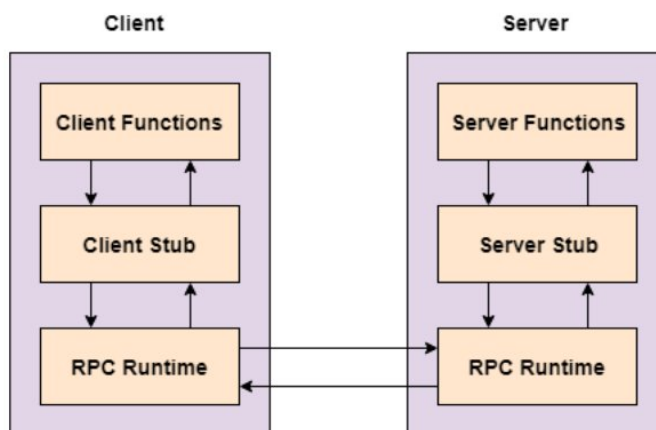 Client
Server
Client Functions
Server Functions
Client Stub
Server Stub
RPC Runtime
RPC Runtime